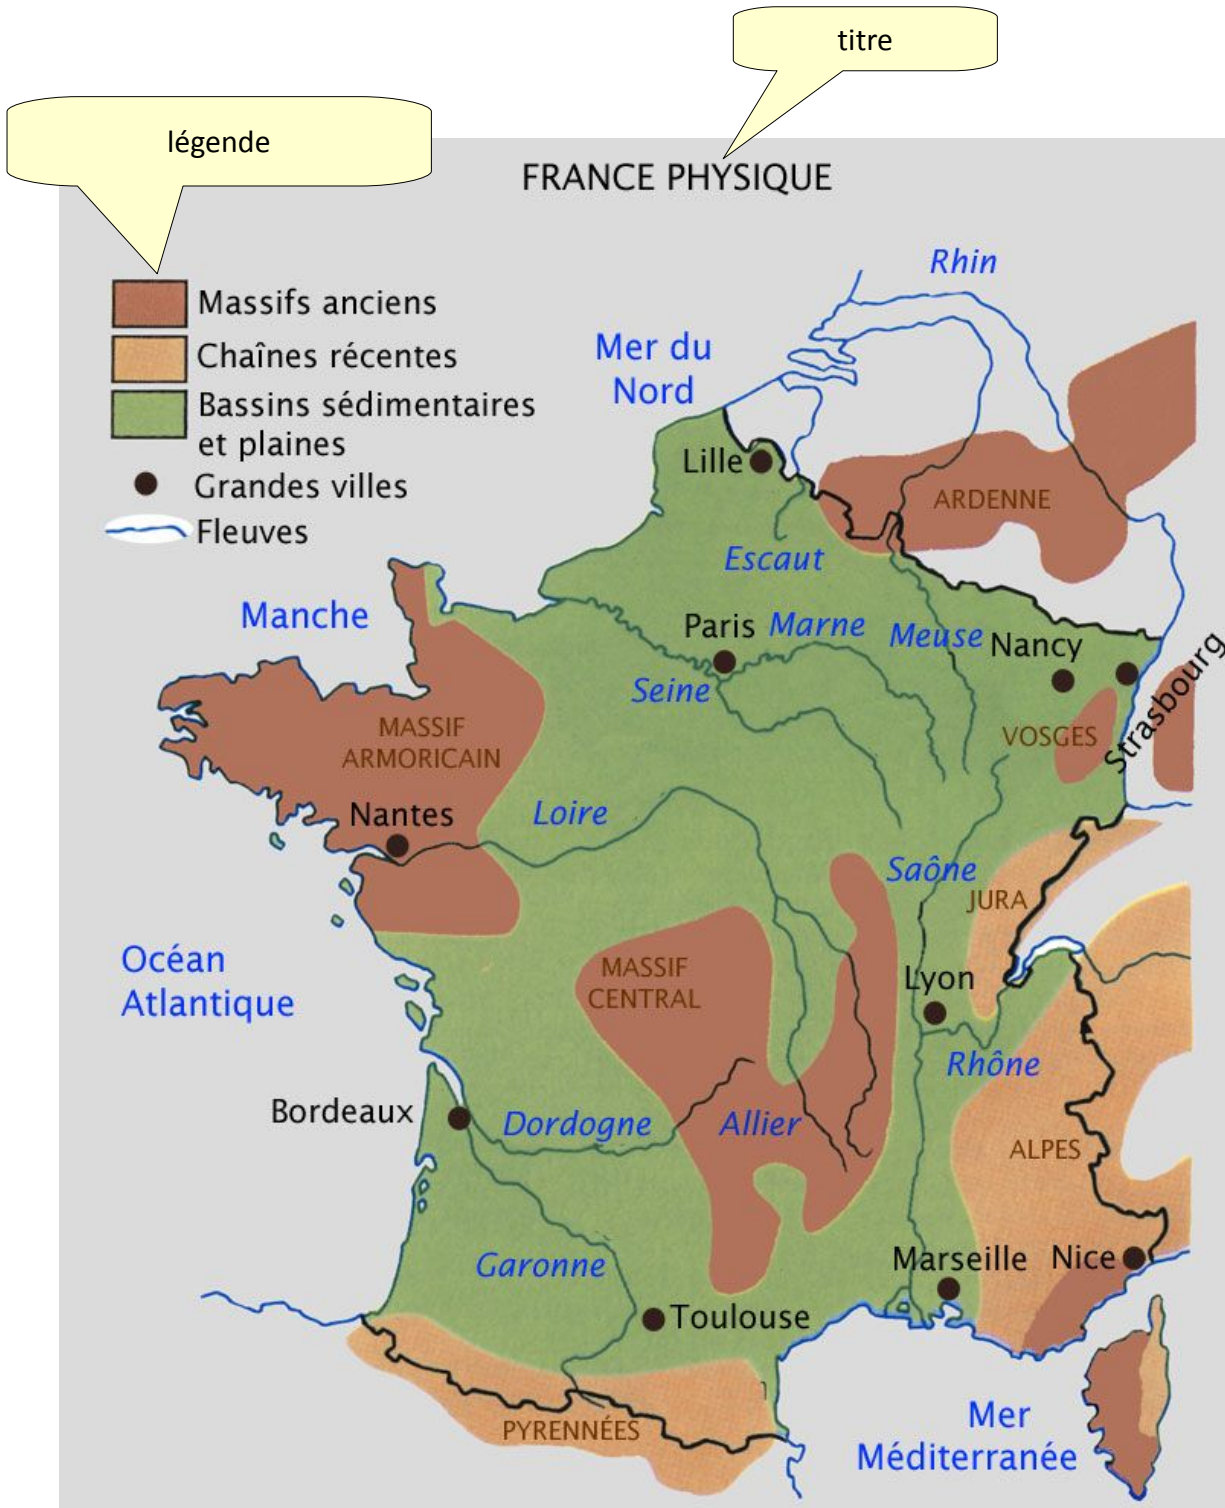 titre
légende
FRANCE PHYSIQUE
Massifs anciens
Chaînes récentes
Bassins sédimentaires
et plaines
Grandes villes
Fleuves
Rhin
Mer du
Nord
Lille
ARDENNE
Escaut
Manche
Paris
Marne
Meuse
Nancy
Strasbourg
Seine
MASSIF
ARMORICAIN
VOSGES
Nantes
Loire
Saône
JURA
Océan
Atlantique
MASSIF
CENTRAL
Lyon
Rhône
Bordeaux
Dordogne
Allier
ALPES
Garonne
Marseille
Nice
Toulouse
Mer
Méditerranée
PYRENNÉES